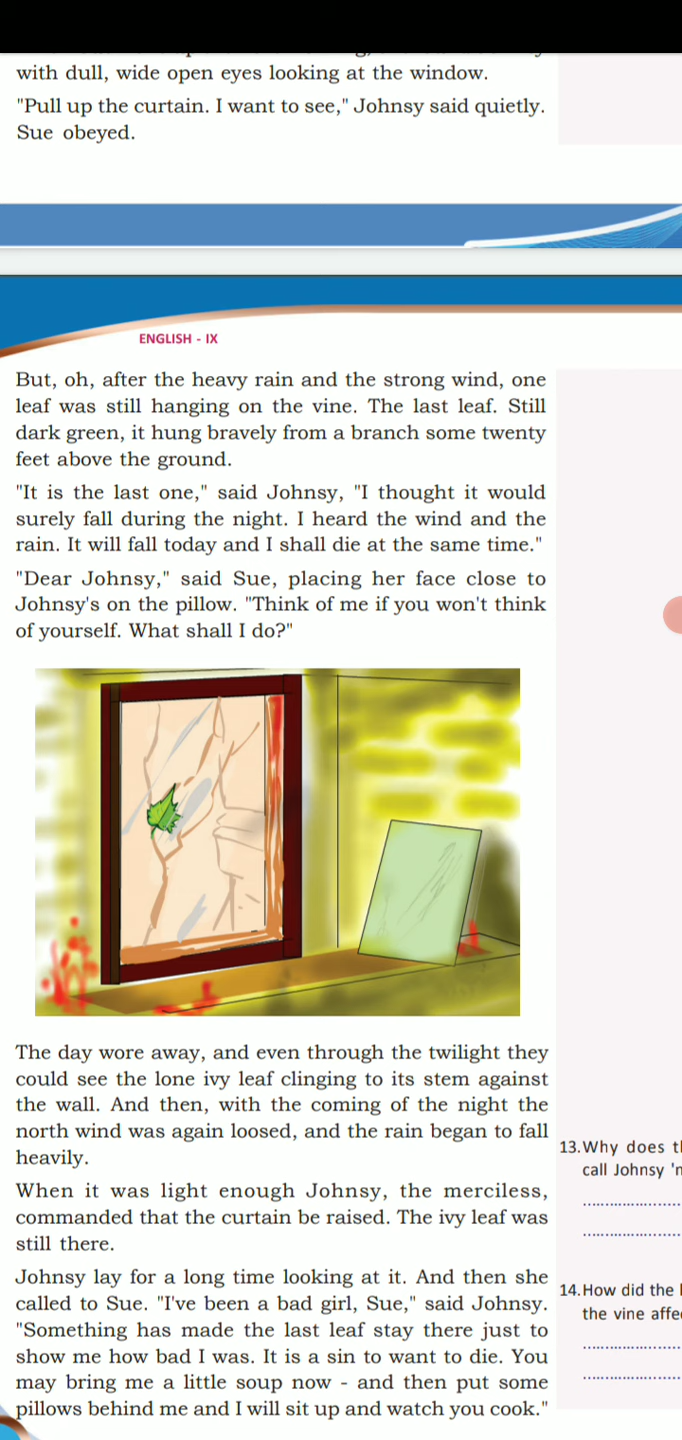 with dull, wide open eyes looking at the window.
"Pull up the curtain. I want to see," Johnsy said quietly.
Sue obeyed.
ENGLISH - IX
But, oh, after the heavy rain and the strong wind, one
leaf was still hanging on the vine. The last leaf. Still
dark green, it hung bravely from a branch some twenty
feet above the ground.
"It is the last one," said Johnsy, "I thought it would
surely fall during the night. I heard the wind and the
rain. It will fall today and I shall die at the same time."
"Dear Johnsy," said Sue, placing her face close to
Johnsy's on the pillow. "Think of me if you won't think
of yourself. What shall I do?"
The day wore away, and even through the twilight they
could see the lone ivy leaf clinging to its stem against
the wall. And then, with the coming of the night the
north wind was again loosed, and the rain began to fall
heavily.
When it was light enough Johnsy, the merciless,
commanded that the curtain be raised. The ivy leaf was
still there.
Johnsy lay for a long time looking at it. And then she
called to Sue. "I've been a bad girl, Sue," said Johnsy.
"Something has made the last leaf stay there just to
show me how bad I was. It is a sin to want to die. You
may bring me a little soup now - and then put some
pillows behind me and I will sit up and watch you cook."
13.Why does
call Johnsy
14.How did the
the vine